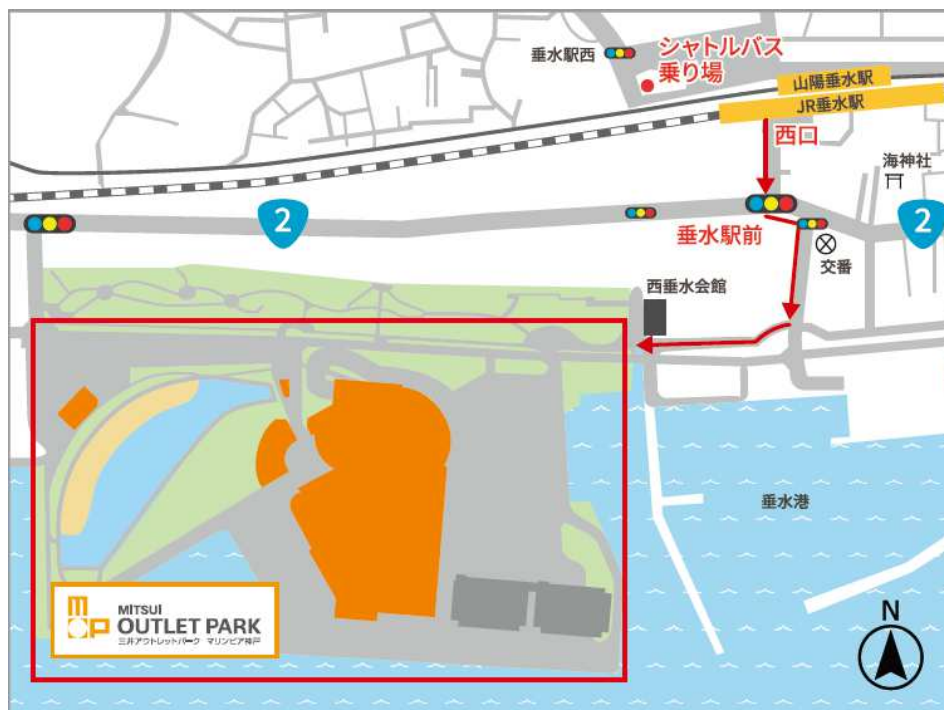 垂水駅西
シャトルバス
乗り場
山陽垂水駅
JR垂水駅
西口
海神社
2
2
垂水駅前
交番
西垂水会館
垂水港
MITSUI
OUTLET PARK
三井アウトレットパーク マリンピア神戸
N